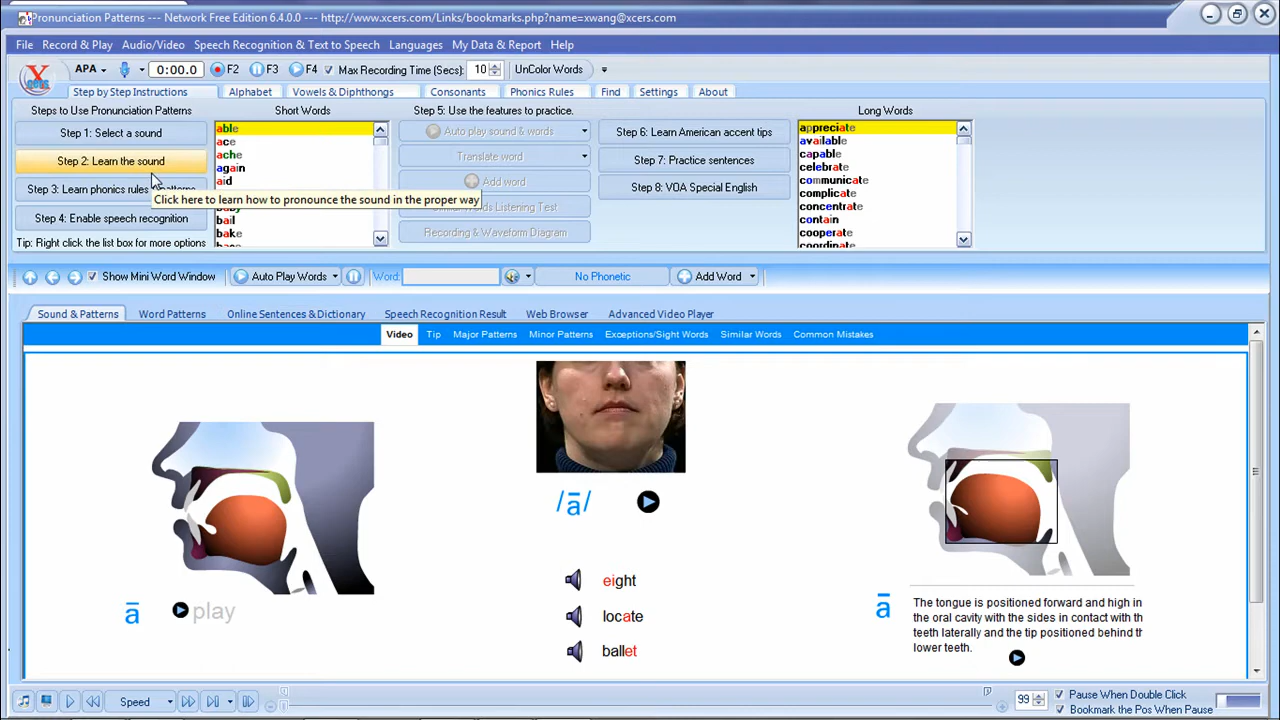 Pronunciation Patterns --- Network Free Edition 6.4.0.0 --- http://www.xcers.com/Links/bookmarks.php?name=xwang@xcers.com
File Record & Play Audio/Video Speech Recognition & Text to Speech Languages My Data & Report Help
X
cers
APA 00:00.0 F2 F3 F4 Max Recording Time (Secs) 10 UnColor Words
Step by Step Instructions Alphabet Vowels & Diphthongs Consonants Phonics Rules Find Settings About
Steps to Use Pronunciation Patterns
Step 1: Select a sound
Step 2: Learn the sound
Step 3: Learn phonics rules
Click here to learn how to pronounce the sound in the proper way
Step 4: Enable speech recognition
Tip: Right click the list box for more options
Short Words
able
ace
ache
again
aid
bail
bake
Step 5: Use the features to practice.
Auto play sound & words
Translate word
Add word
Listening Test
Recording & Waveform Diagram
Step 6: Learn American accent tips
Step 7: Practice sentences
Step 8: VOA Special English
Long Words
appreciate
available
capable
celebrate
communicate
complicate
concentrate
contain
cooperate
coordinate
Show Mini Word Window Auto Play Words Word: No Phonetic Add Word
Sound & Patterns Word Patterns Online Sentences & Dictionary Speech Recognition Result Web Browser Advanced Video Player
Video Tip Major Patterns Minor Patterns Exceptions/Sight Words Similar Words Common Mistakes
ā play
/ā/
eight
locate
ballet
ā
The tongue is positioned forward and high in
the oral cavity with the sides in contact with th
teeth laterally and the tip positioned behind th
lower teeth.
Speed 99 Pause When Double Click
Bookmark the Pos When Pause